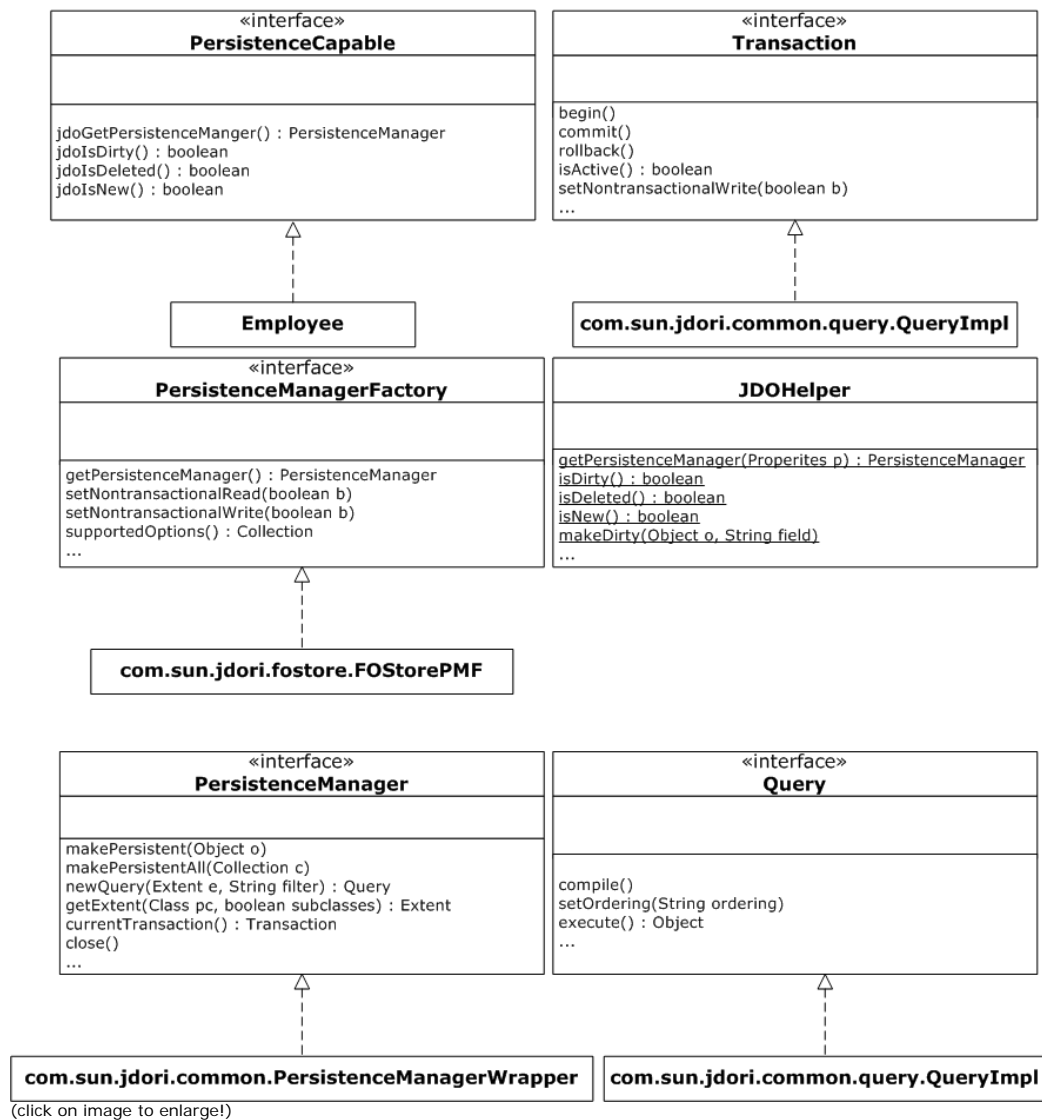 «interface»
PersistenceCapable
jdoGetPersistenceManger() : PersistenceManager
jdoIsDirty() : boolean
jdoIsDeleted() : boolean
jdoIsNew() : boolean
Employee
«interface»
Transaction
begin()
commit()
rollback()
isActive() : boolean
setNontransactionalWrite(boolean b)
...
com.sun.jdori.common.query.QueryImpl
«interface»
PersistenceManagerFactory
getPersistenceManager() : PersistenceManager
setNontransactionalRead(boolean b)
setNontransactionalWrite(boolean b)
supportedOptions() : Collection
...
com.sun.jdori.fostore.FOStorePMF
JDOHelper
getPersistenceManager(Properites p) : PersistenceManager
isDirty() : boolean
isDeleted() : boolean
isNew() : boolean
makeDirty(Object o, String field)
...
«interface»
PersistenceManager
makePersistent(Object o)
makePersistentAll(Collection c)
newQuery(Extent e, String filter) : Query
getExtent(Class pc, boolean subclasses) : Extent
currentTransaction() : Transaction
close()
...
com.sun.jdori.common.PersistenceManagerWrapper
«interface»
Query
compile()
setOrdering(String ordering)
execute() : Object
...
com.sun.jdori.common.query.QueryImpl
(click on image to enlarge!)